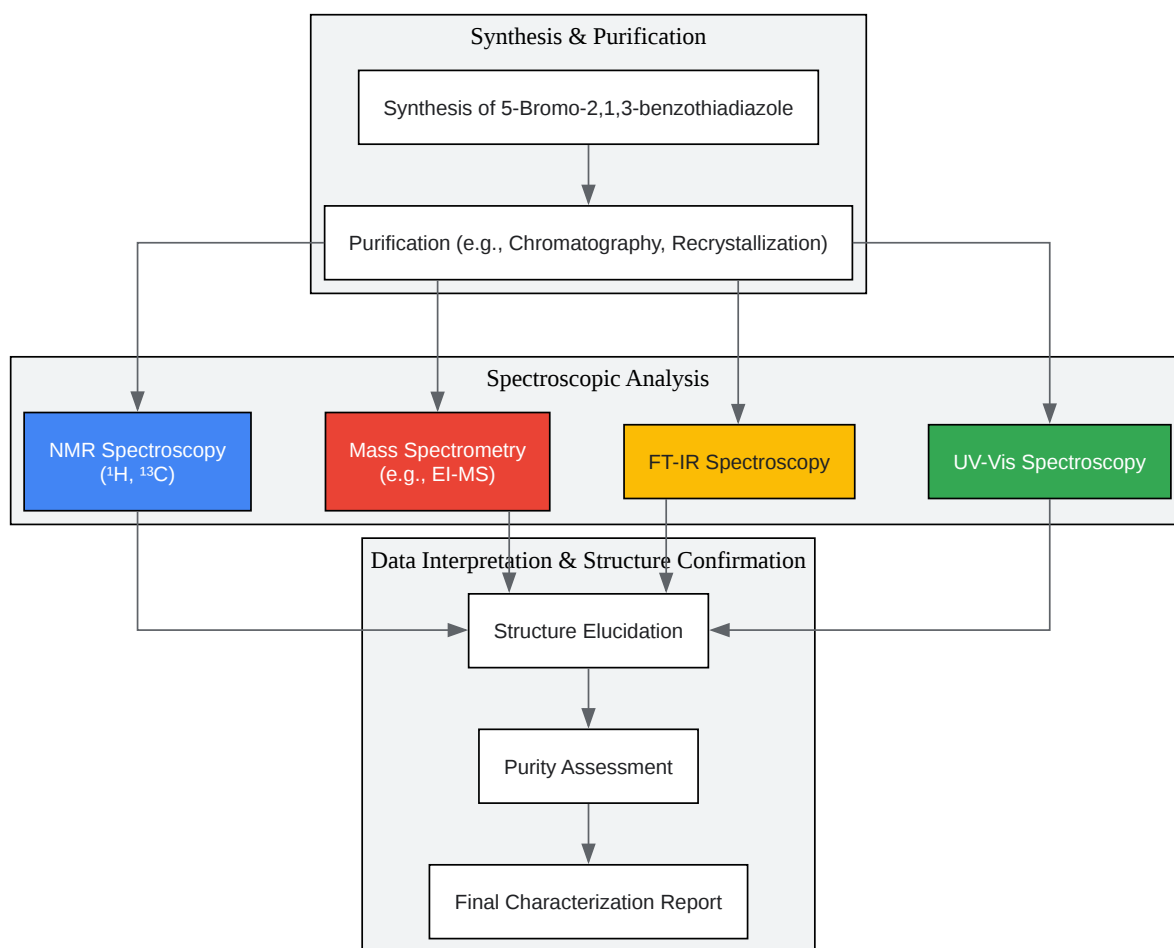 Synthesis & Purification
Synthesis of 5-Bromo-2,1,3-benzothiadiazole
Purification (e.g., Chromatography, Recrystallization)
Spectroscopic Analysis
NMR Spectroscopy
(¹H, ¹³C)
Mass Spectrometry
(e.g., EI-MS)
FT-IR Spectroscopy
UV-Vis Spectroscopy
Data Interpretation & Structure Confirmation
Structure Elucidation
Purity Assessment
Final Characterization Report